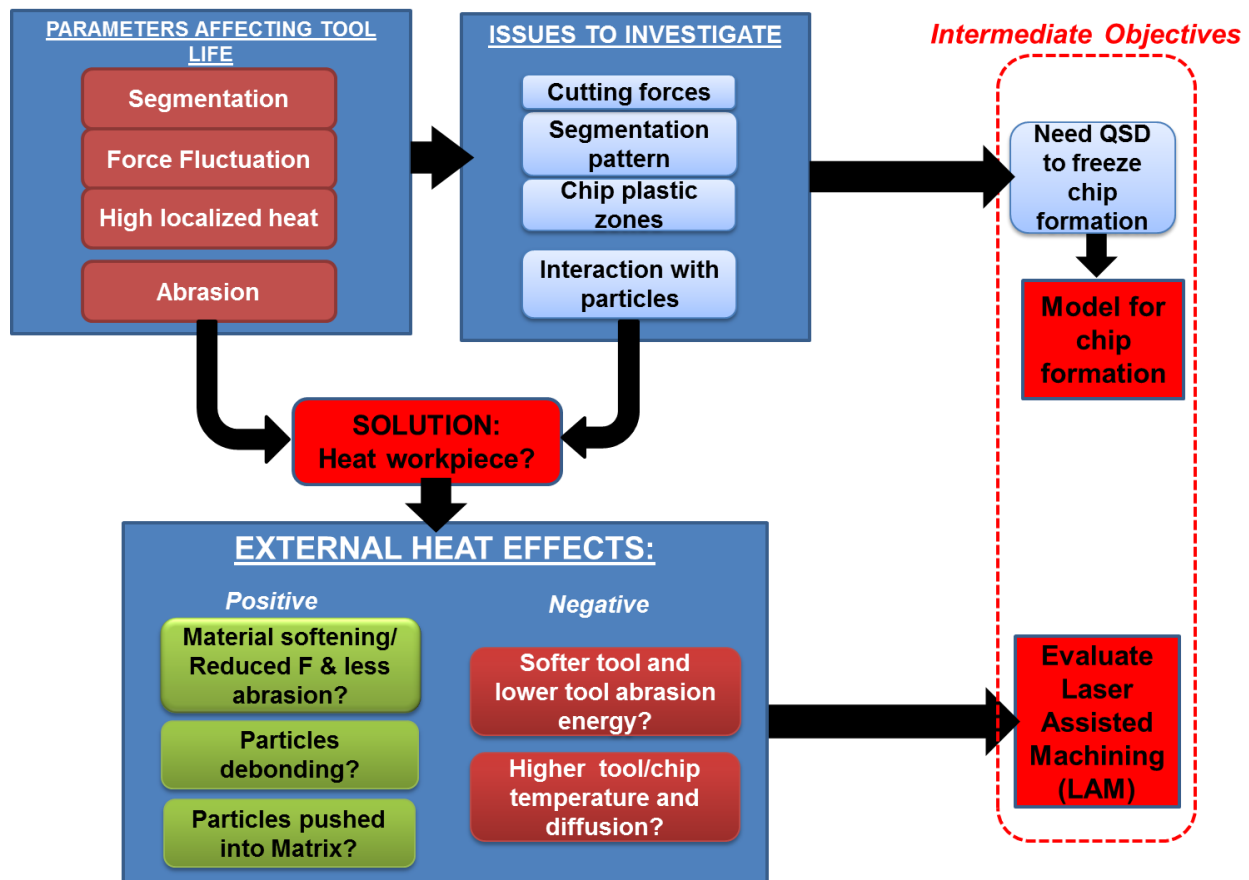 PARAMETERS AFFECTING TOOL
LIFE
Segmentation
Force Fluctuation
High localized heat
Abrasion
ISSUES TO INVESTIGATE
Cutting forces
Segmentation
pattern
Chip plastic
zones
Interaction with
particles
Intermediate Objectives
Need QSD
to freeze
chip
formation
Model for
chip
formation
SOLUTION:
Heat workpiece?
EXTERNAL HEAT EFFECTS:
Positive
Material softening/
Reduced F & less
abrasion?
Particles
debonding?
Particles pushed
into Matrix?
Negative
Softer tool and
lower tool abrasion
energy?
Higher tool/chip
temperature and
diffusion?
Evaluate
Laser
Assisted
Machining
(LAM)